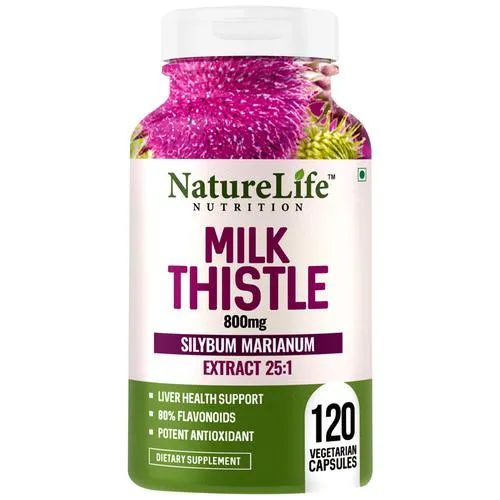 NatureLife™
NUTRITION
MILK
THISTLE
800mg
SILYBUM MARIANUM
EXTRACT 25:1
• LIVER HEALTH SUPPORT
• 80% FLAVONOIDS
• POTENT ANTIOXIDANT
DIETARY SUPPLEMENT
120
VEGETARIAN
CAPSULES